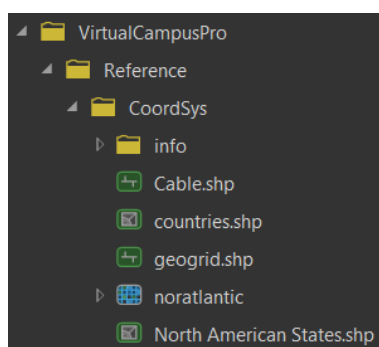 VirtualCampusPro
Reference
CoordSys
info
Cable.shp
countries.shp
geogrid.shp
noratlantic
North American States.shp